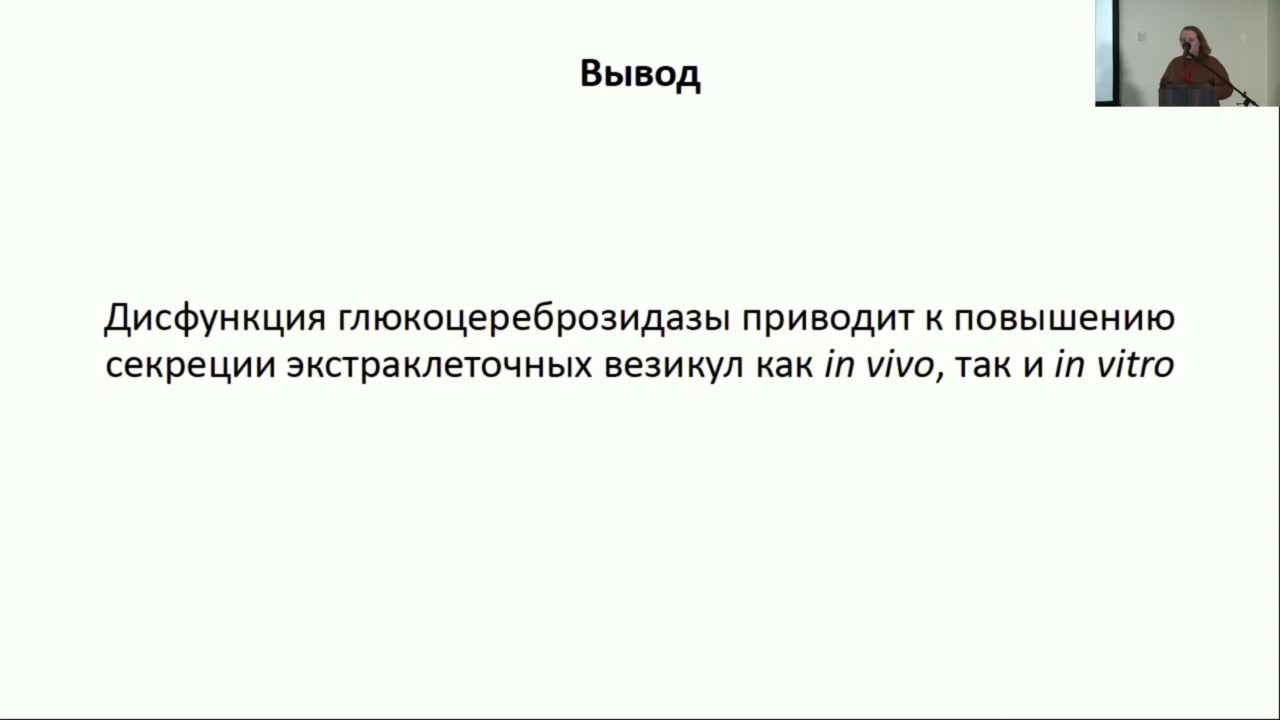 Вывод
Дисфункция глюкоцереброзидазы приводит к повышению
секреции экстраклеточных везикул как in vivo, так и in vitro